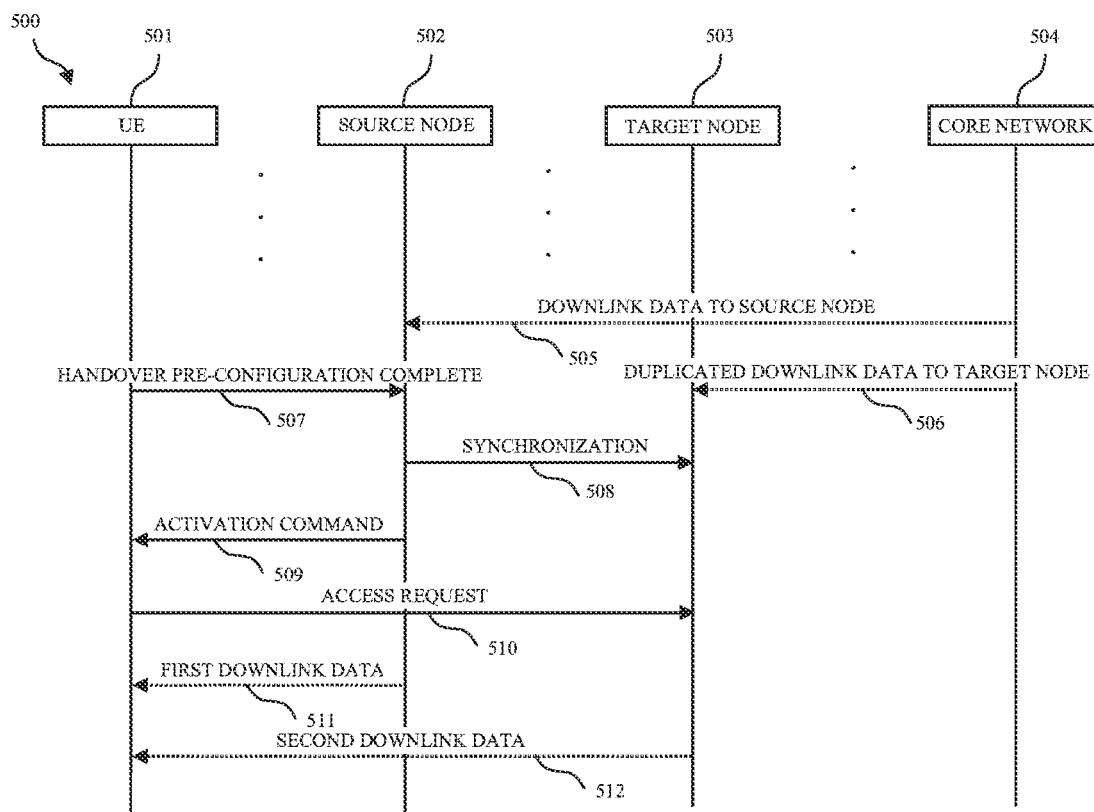 500
501
502
503
504
UE
SOURCE NODE
TARGET NODE
CORE NETWORK
DOWNLINK DATA TO SOURCE NODE
505
HANDOVER PRE-CONFIGURATION COMPLETE
507
DUPLICATED DOWNLINK DATA TO TARGET NODE
506
SYNCHRONIZATION
508
ACTIVATION COMMAND
509
ACCESS REQUEST
510
FIRST DOWNLINK DATA
511
SECOND DOWNLINK DATA
512